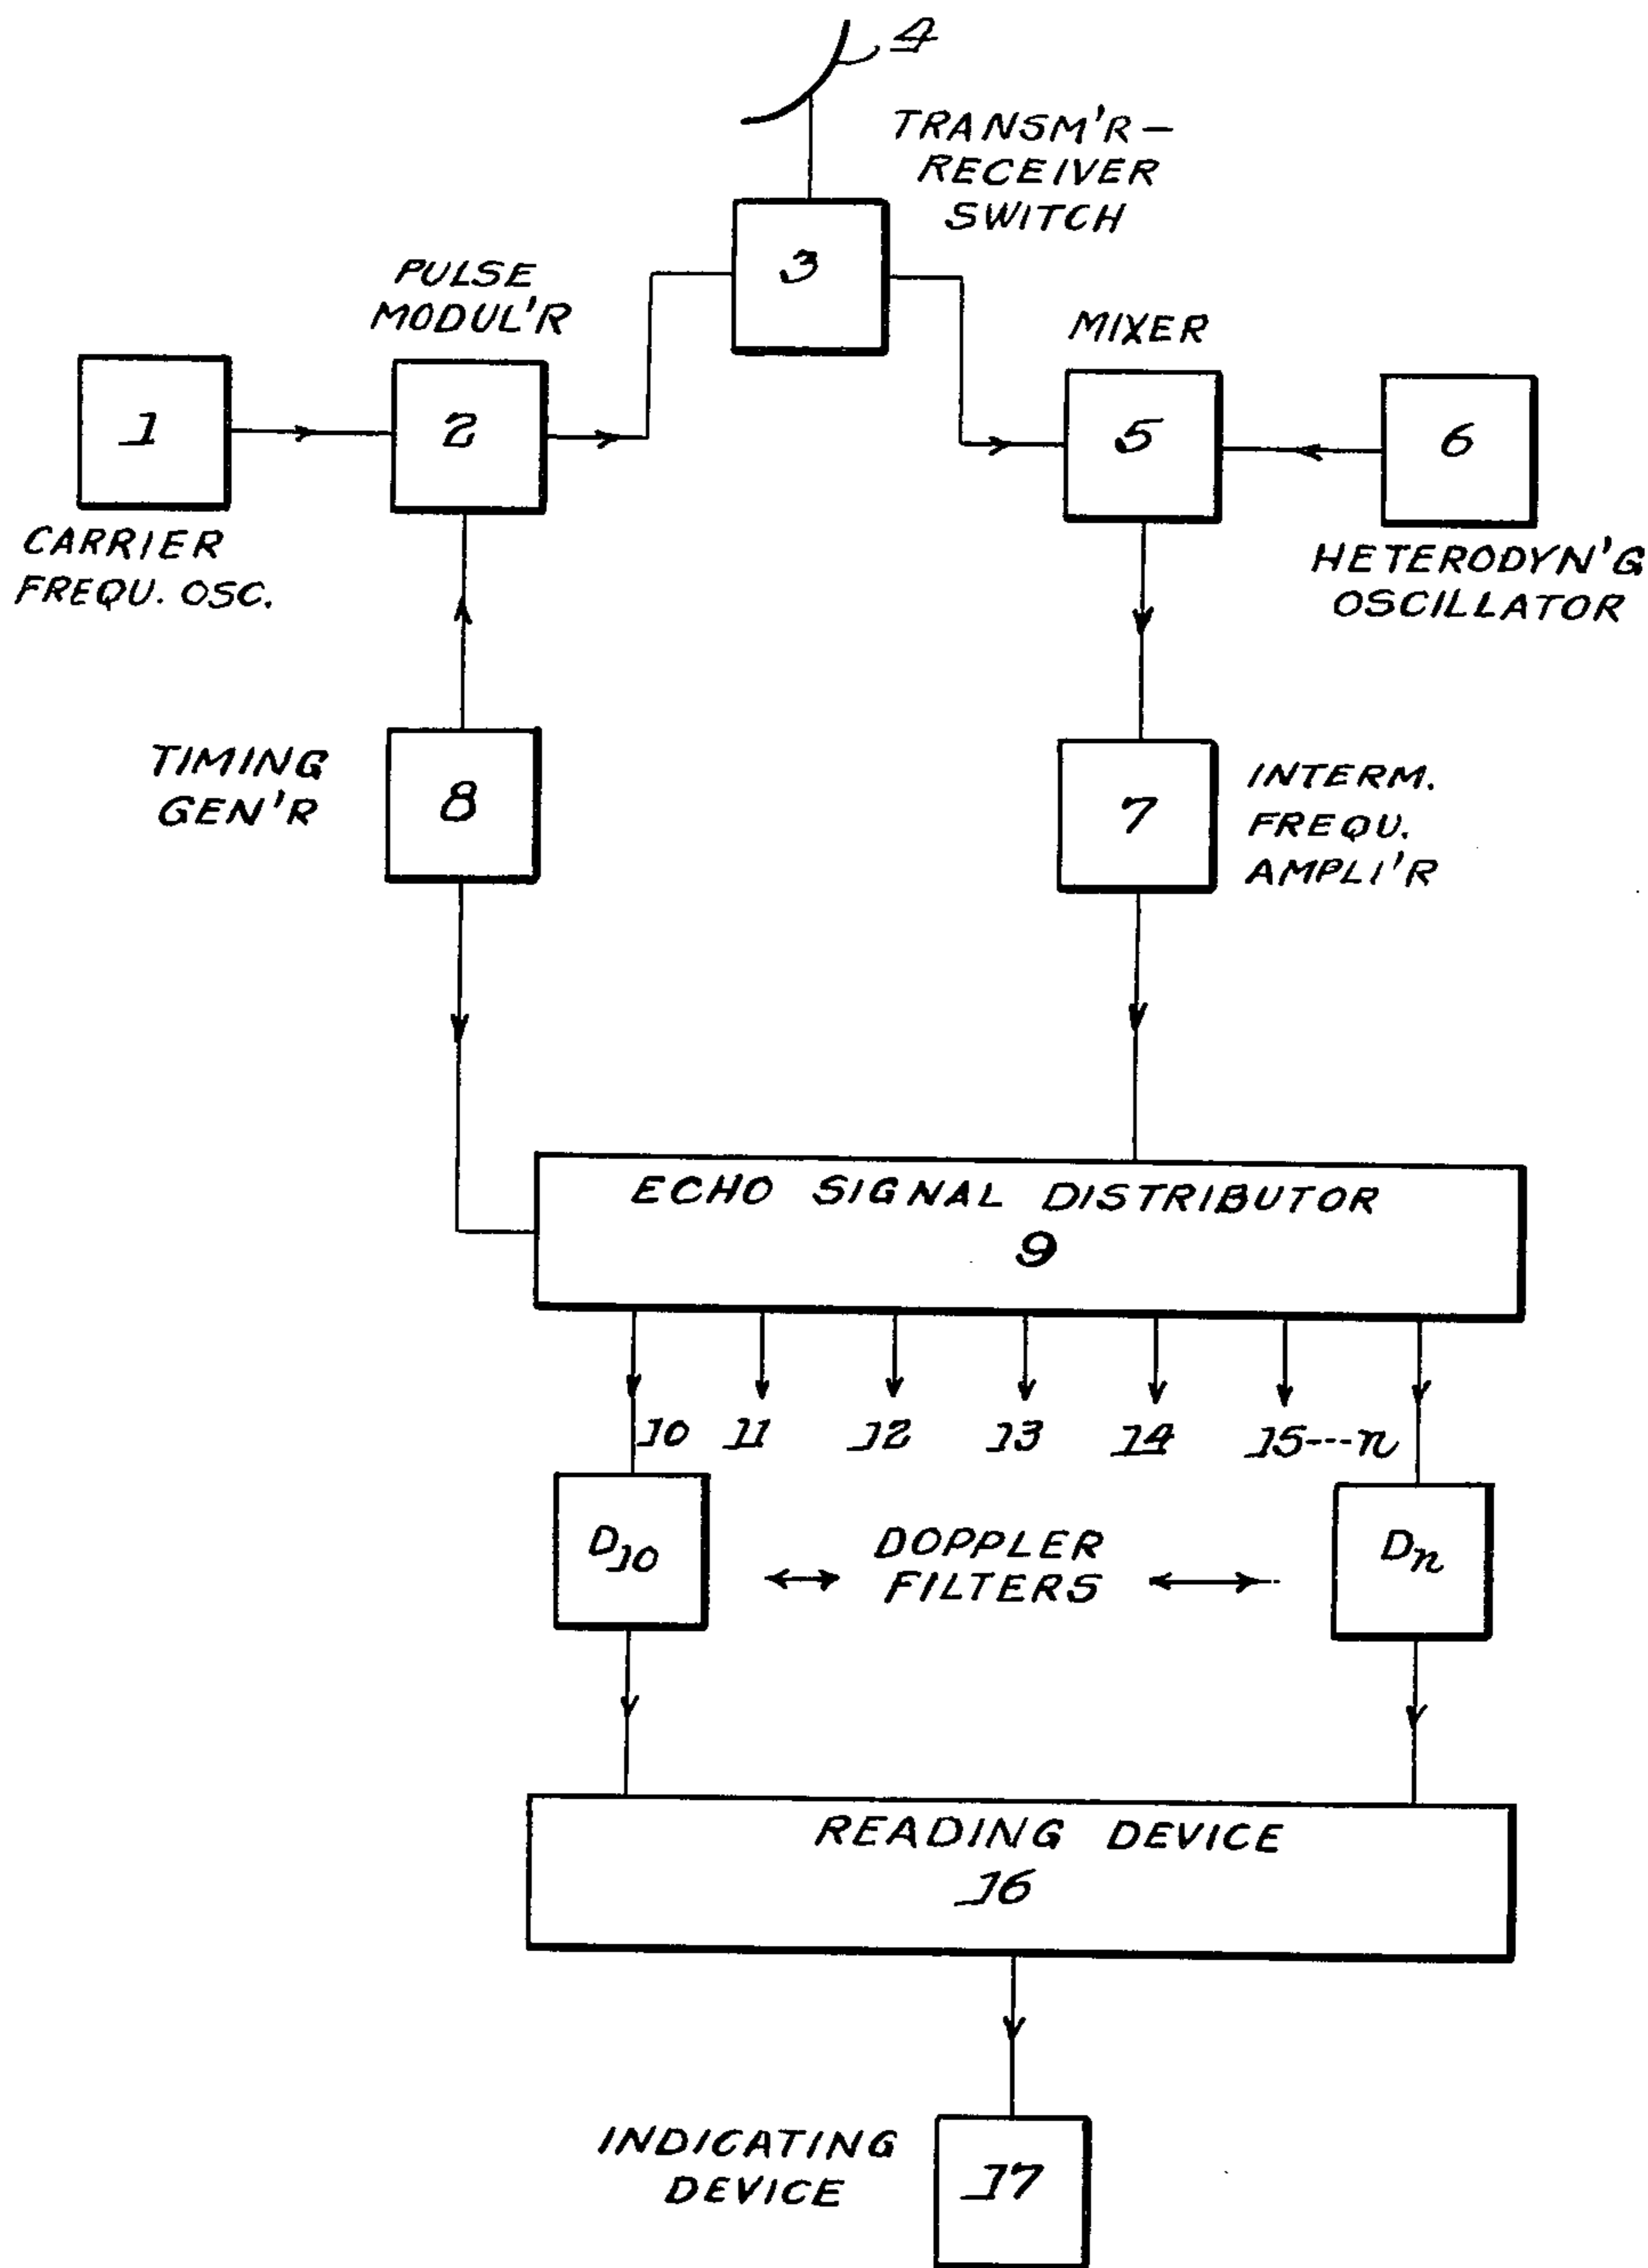 4
TRANSM'R-
RECEIVER
SWITCH
3
PULSE
MODUL'R
MIXER
1
2
5
6
CARRIER
FREQU. OSC.
HETERODYN'G
OSCILLATOR
TIMING
GEN'R
8
7
INTERM.
FREQU.
AMPLI'R
ECHO SIGNAL DISTRIBUTOR
9
10 11 12 13 14 15---n
D10
DOPPLER
FILTERS
Dn
READING DEVICE
16
INDICATING
DEVICE
17